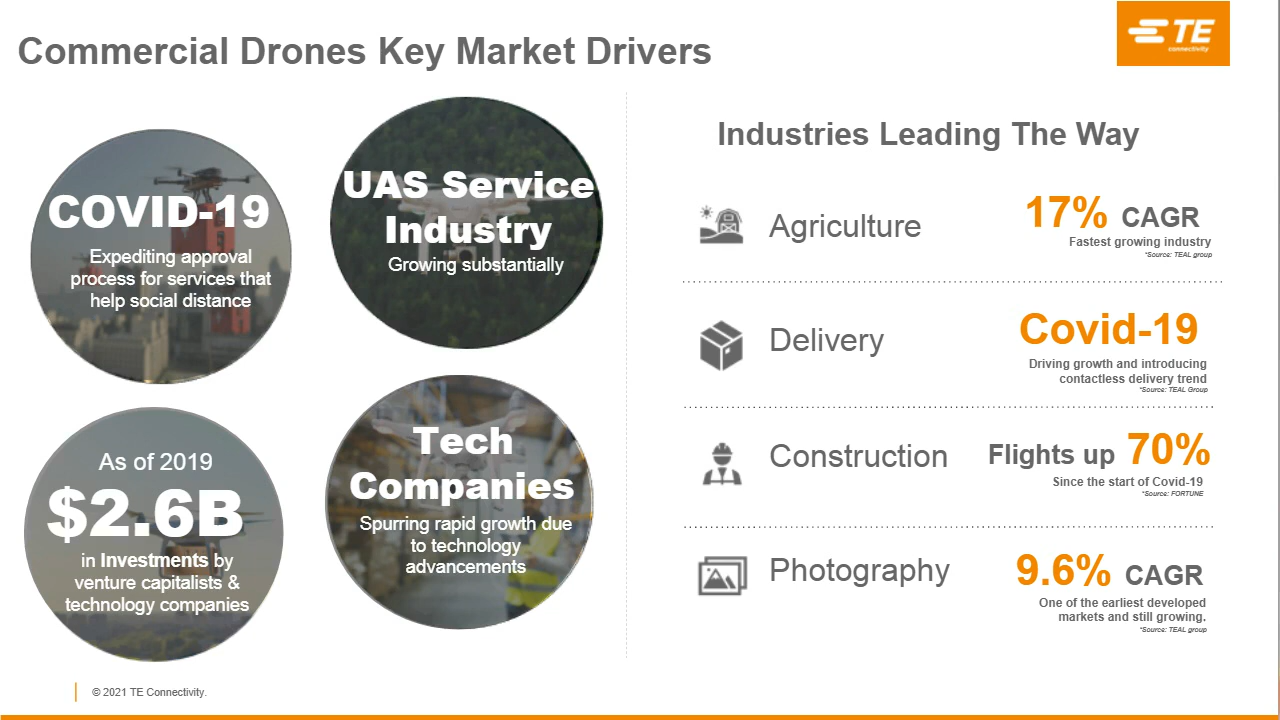 Commercial Drones Key Market Drivers
TE
connectivity
COVID-19
Expediting approval
process for services that
help social distance
UAS Service
Industry
Growing substantially
As of 2019
$2.6B
in Investments by
venture capitalists &
technology companies
Tech
Companies
Spurring rapid growth due
to technology
advancements
Industries Leading The Way
Agriculture
17% CAGR
Fastest growing industry
*Source: TEAL group
Delivery
Covid-19
Driving growth and introducing
contactless delivery trend
*Source: TEAL Group
Construction
Flights up 70%
Since the start of Covid-19
*Source: FORTUNE
Photography
9.6% CAGR
One of the earliest developed
markets and still growing.
*Source: TEAL group
© 2021 TE Connectivity.